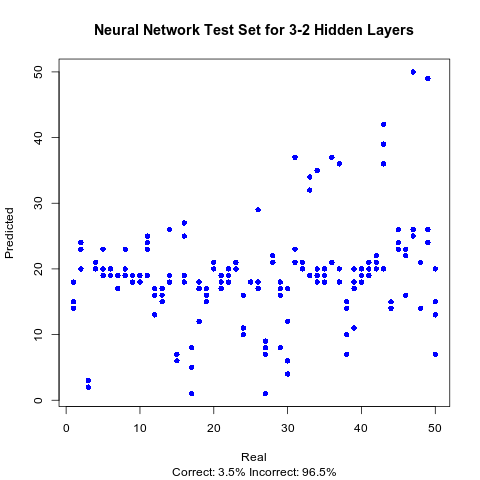 Neural Network Test Set for 3-2 Hidden Layers
Predicted
50
40
30
20
10
0
0 10 20 30 40 50
Real
Correct: 3.5% Incorrect: 96.5%